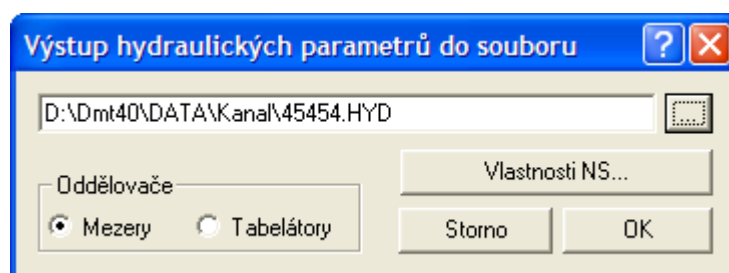 Výstup hydraulických parametrů do souboru ?
D:\Dmt40\DATA\Kanal\45454.HYD ...
Oddělovače
Mezery Tabelátory
Vlastnosti NS...
Storno OK